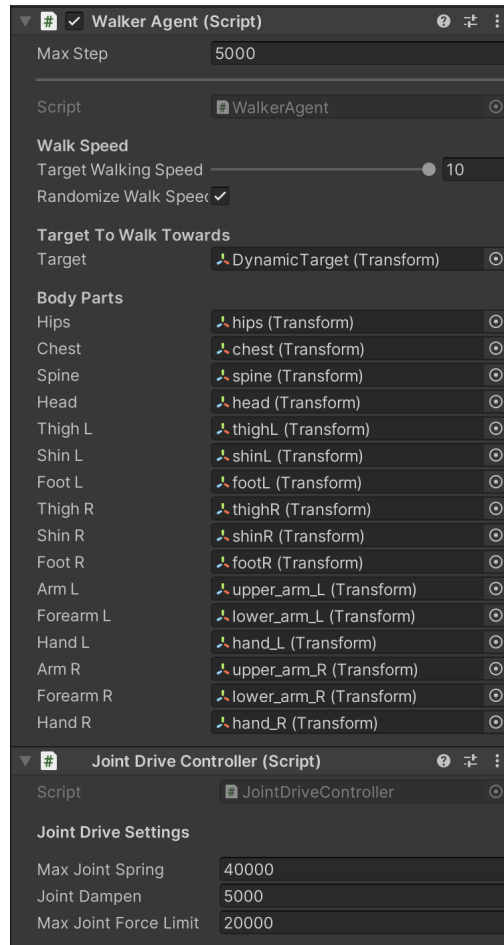 Walker Agent (Script)
Max Step 5000
Script WalkerAgent
Walk Speed
Target Walking Speed 10
Randomize Walk Speec
Target To Walk Towards
Target DynamicTarget (Transform)
Body Parts
Hips hips (Transform)
Chest chest (Transform)
Spine spine (Transform)
Head head (Transform)
Thigh L thighL (Transform)
Shin L shinL (Transform)
Foot L footL (Transform)
Thigh R thighR (Transform)
Shin R shinR (Transform)
Foot R footR (Transform)
Arm L upper_arm_L (Transform)
Forearm L lower_arm_L (Transform)
Hand L hand_L (Transform)
Arm R upper_arm_R (Transform)
Forearm R lower_arm_R (Transform)
Hand R hand_R (Transform)
Joint Drive Controller (Script)
Script JointDriveController
Joint Drive Settings
Max Joint Spring 40000
Joint Dampen 5000
Max Joint Force Limit 20000